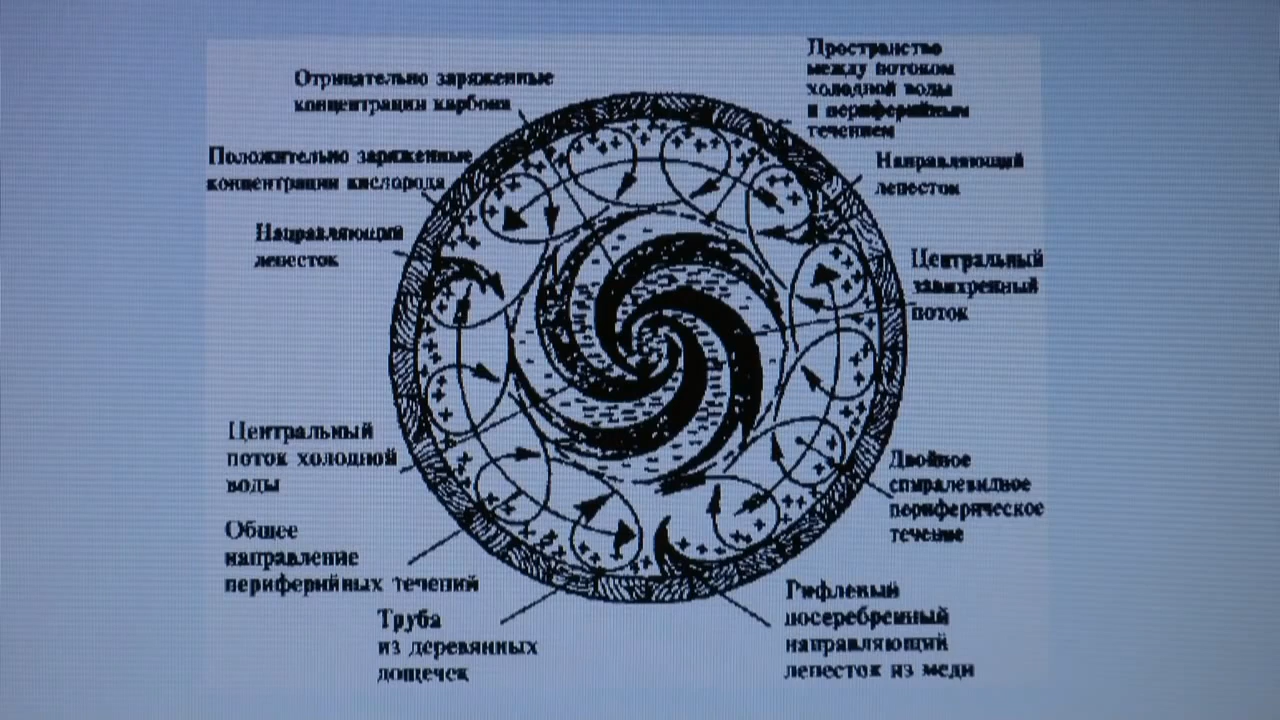 Отрицательно заряженные
концентрации карбона
Положительно заряженные
концентрации кислорода
Направляющий
лепесток
Центральный
поток холодной
воды
Общее
направление
периферийных течений
Труба
из деревянных
дощечек
Пространство
между потоком
холодной воды
и периферийным
течением
Направляющий
лепесток
Центральный
завихренный
поток
Двойное
спиралевидное
периферическое
течение
Рифленый
посеребренный
направляющий
лепесток из меди